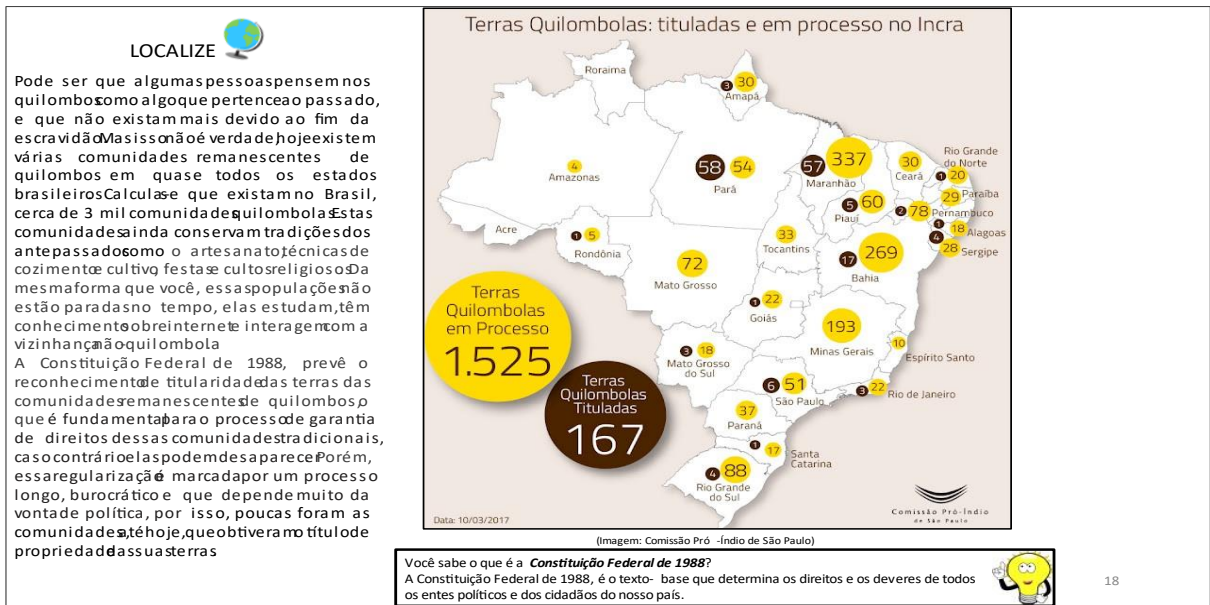 LOCALIZE
Pode ser que algumas pessoas pensem nos
quilombos como algo que pertence ao passado,
e que não existam mais devido ao fim da
escravidão. Mas isso não é verdade, hoje existem
várias comunidades remanescentes de
quilombos em quase todos os estados
brasileiros. Calcula-se que existam no Brasil,
cerca de 3 mil comunidades quilombolas. Estas
comunidades ainda conservam tradições dos
antepassados como o artesanato, técnicas de
cozimento e cultivo, festas e cultos religiosos. Da
mesma forma que você, essas populações não
estão paradas no tempo, elas estudam, têm
conhecimento sobre internet e interagem com a
vizinhança não-quilombola.
A Constituição Federal de 1988, prevê o
reconhecimento de titularidade das terras das
comunidades remanescentes de quilombos, o
que é fundamental para o processo de garantia
de direitos dessas comunidades tradicionais,
caso contrário elas podem desaparecer. Porém,
essa regularização é marcada por um processo
longo, burocrático e que depende muito da
vontade política, por isso, poucas foram as
comunidades, até hoje, que obtiveram o título de
propriedade das suas terras.
Terras Quilombolas: tituladas e em processo no Incra
Roraima
3 30
Amapá
4
Amazonas
58 54
Pará
57 337
Maranhão
30
Ceará
Rio Grande
do Norte
1 20
29 Paraíba
5 60
Piauí
2 78 Pernambuco
1 18 Alagoas
4 28 Sergipe
Acre
1 5
Rondônia
33
Tocantins
17 269
Bahia
72
Mato Grosso
1 22
Goiás
193
Minas Gerais
10
Espírito Santo
3 18
Mato Grosso
do Sul
6 51
São Paulo
3 22 Rio de Janeiro
37
Paraná
1 17 Santa
Catarina
4 88
Rio Grande
do Sul
Terras
Quilombolas
em Processo
1.525
Terras
Quilombolas
Tituladas
167
Data: 10/03/2017
Comissão Pró-Índio
de São Paulo
(Imagem: Comissão Pró -Índio de São Paulo)
Você sabe o que é a Constituição Federal de 1988?
A Constituição Federal de 1988, é o texto- base que determina os direitos e os deveres de todos
os entes políticos e dos cidadãos do nosso país.
18